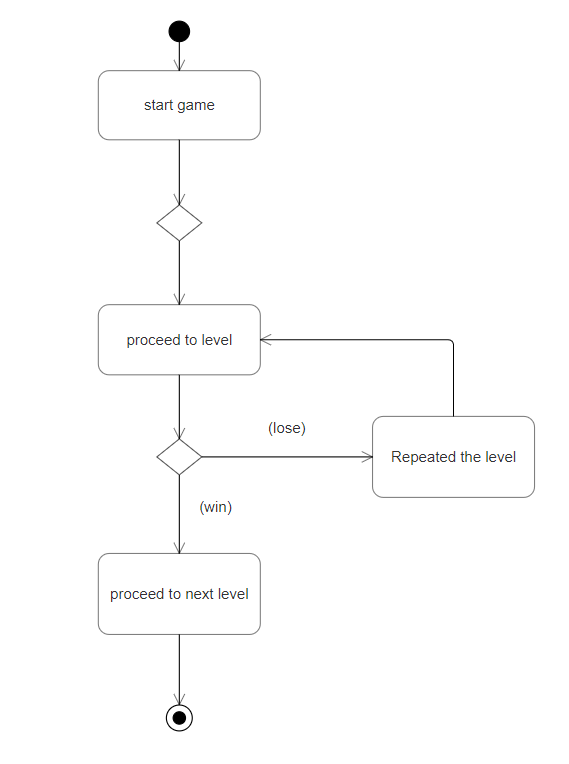 start game
proceed to level
(lose)
Repeated the level
(win)
proceed to next level